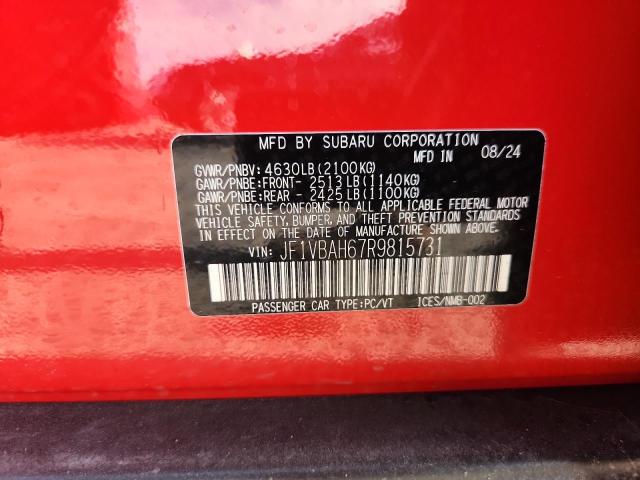 MFD BY SUBARU CORPORATION
MFD IN 08/24
GVWR/PNBV: 4630LB(2100KG)
GAWR/PNBE:FRONT- 2513LB(1140KG)
GAWR/PNBE:REAR - 2425LB(1100KG)
THIS VEHICLE CONFORMS TO ALL APPLICABLE FEDERAL MOTOR
VEHICLE SAFETY, BUMPER, AND THEFT PREVENTION STANDARDS
IN EFFECT ON THE DATE OF MANUFACTURE SHOWN ABOVE.
VIN: JF1VBAH67R9815731
PASSENGER CAR TYPE:PC/VT ICES/NMB-002